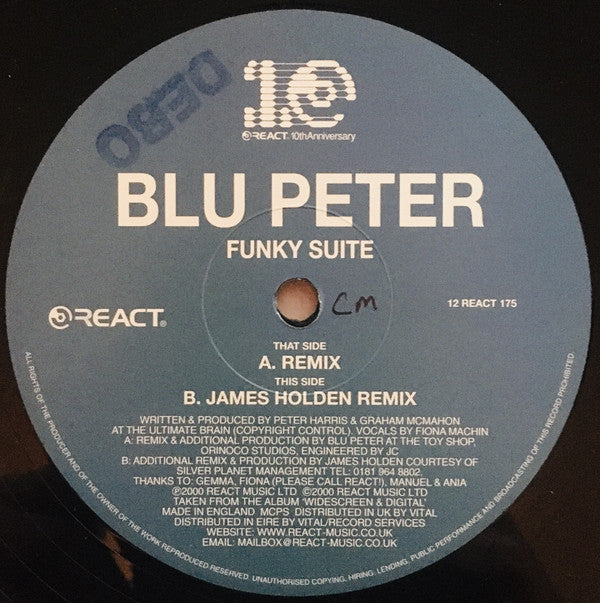 DEBO
10
REACT 10thAnniversary
BLU PETER
FUNKY SUITE
CM
REACT®
12 REACT 175
THAT SIDE
A. REMIX
THIS SIDE
B. JAMES HOLDEN REMIX
WRITTEN & PRODUCED BY PETER HARRIS & GRAHAM MCMAHON
AT THE ULTIMATE BRAIN (COPYRIGHT CONTROL). VOCALS BY FIONA MACHIN
A: REMIX & ADDITIONAL PRODUCTION BY BLU PETER AT THE TOY SHOP,
ORINOCO STUDIOS, ENGINEERED BY JC
B: ADDITIONAL REMIX & PRODUCTION BY JAMES HOLDEN COURTESY OF
SILVER PLANET MANAGEMENT TEL: 0181 964 8802.
THANKS TO: GEMMA, FIONA (PLEASE CALL REACT!), MANUEL & ANIA
℗2000 REACT MUSIC LTD ©2000 REACT MUSIC LTD
TAKEN FROM THE ALBUM 'WIDESCREEN & DIGITAL'
MADE IN ENGLAND MCPS DISTRIBUTED IN UK BY VITAL
DISTRIBUTED IN EIRE BY VITAL/RECORD SERVICES
WEBSITE: WWW.REACT-MUSIC.CO.UK
EMAIL: MAILBOX@REACT-MUSIC.CO.UK
ALL RIGHTS OF THE PRODUCER AND OF THE OWNER OF THE WORK REPRODUCED RESERVED. UNAUTHORISED COPYING, HIRING, LENDING, PUBLIC PERFORMANCE AND BROADCASTING OF THIS RECORD PROHIBITED.